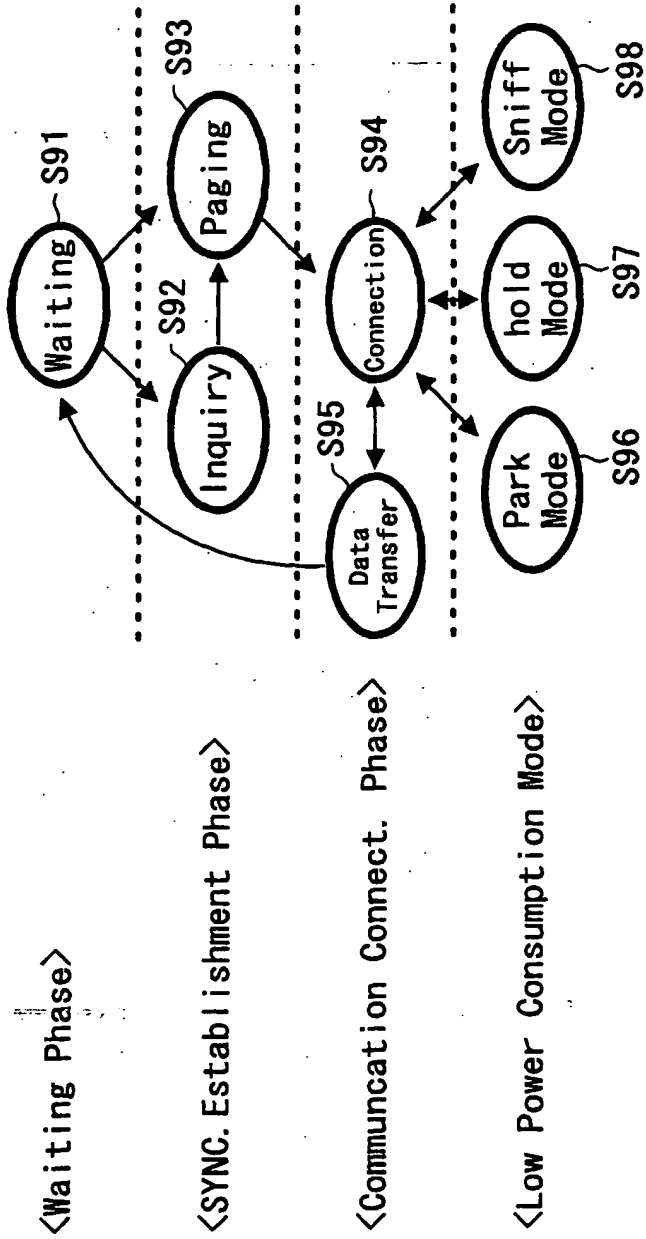 <Waiting Phase>
Waiting
S91
<SYNC. Establishment Phase>
Inquiry
S92
Paging
S93
<Communcation Connect. Phase>
Data
Transfer
S95
Connection
S94
<Low Power Consumption Mode>
Park
Mode
S96
hold
Mode
S97
Sniff
Mode
S98